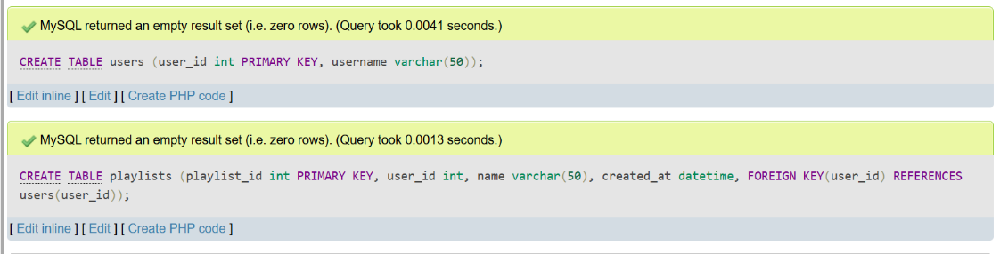 MySQL returned an empty result set (i.e. zero rows). (Query took 0.0041 seconds.)
CREATE TABLE users (user_id int PRIMARY KEY, username varchar(50));
[ Edit inline ] [ Edit ] [ Create PHP code ]
MySQL returned an empty result set (i.e. zero rows). (Query took 0.0013 seconds.)
CREATE TABLE playlists (playlist_id int PRIMARY KEY, user_id int, name varchar(50), created_at datetime, FOREIGN KEY(user_id) REFERENCES
users(user_id));
[ Edit inline ] [ Edit ] [ Create PHP code ]